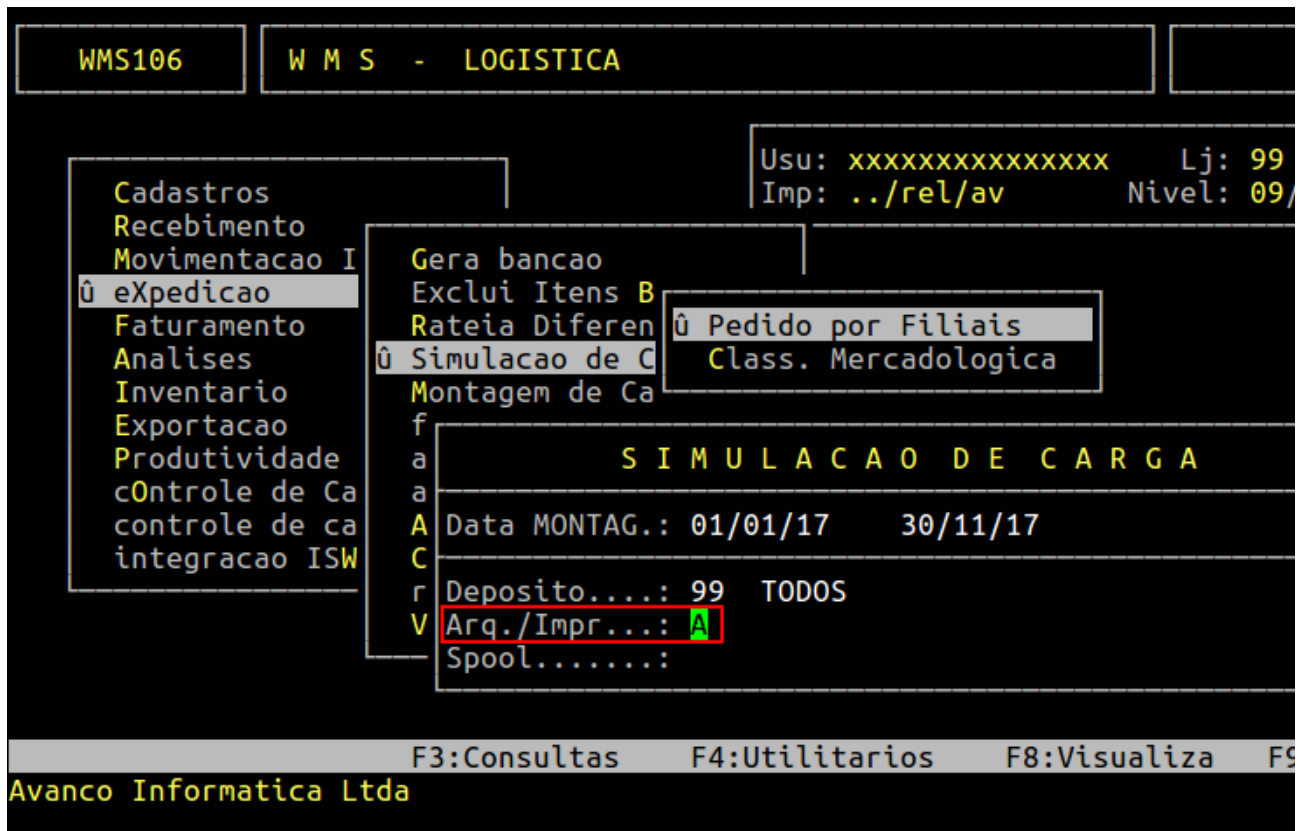 WMS106
W M S - LOGISTICA
Usu: xxxxxxxxxxxxxxx Lj: 99
Imp: ../rel/av Nivel: 09/
Cadastros
Recebimento
Movimentacao I
û eXpedicao
Faturamento
Analises
Inventario
Exportacao
Produtividade
cOntrole de Ca
controle de ca
integracao ISW
Gera bancao
Exclui Itens B
Rateia Diferen
û Simulacao de C
Montagem de Ca
f
a
a
A
C
r
V
û Pedido por Filiais
Class. Mercadologica
S I M U L A C A O D E C A R G A
Data MONTAG.: 01/01/17 30/11/17
Deposito....: 99 TODOS
Arq./Impr...: A
Spool.......:
F3:Consultas F4:Utilitarios F8:Visualiza F9
Avanco Informatica Ltda